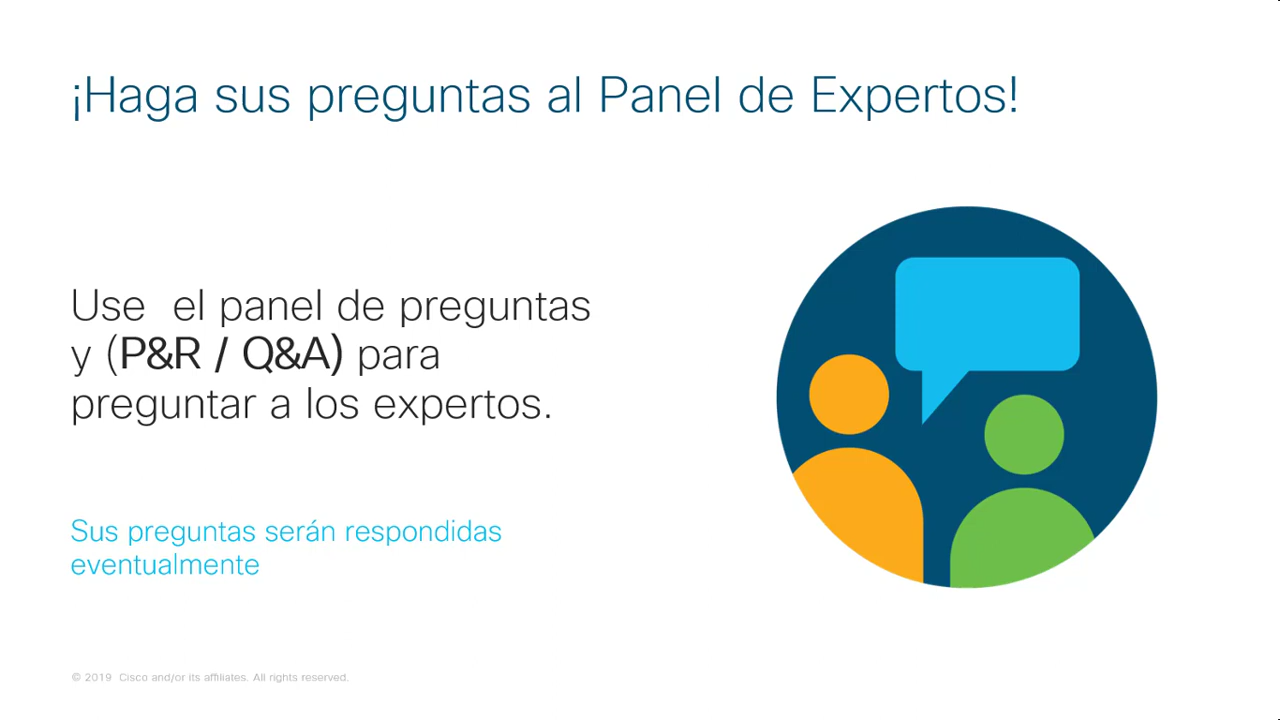 ¡Haga sus preguntas al Panel de Expertos!
Use el panel de preguntas
y (P&R / Q&A) para
preguntar a los expertos.
Sus preguntas serán respondidas
eventualmente
© 2019 Cisco and/or its affiliates. All rights reserved.